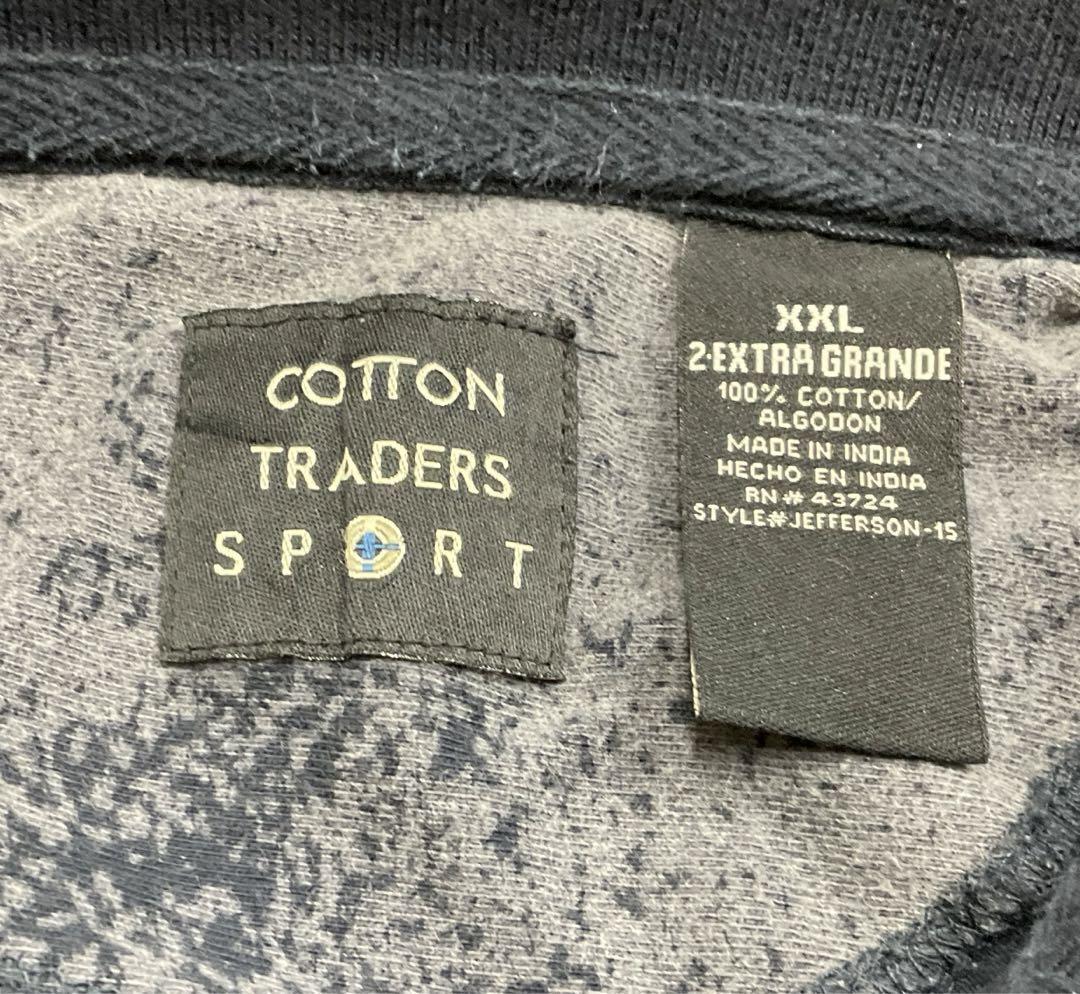 COTTON
TRADERS
SPORT
XXL
2·EXTRA GRANDE
100% COTTON/
ALGODON
MADE IN INDIA
HECHO EN INDIA
RN# 43724
STYLE#JEFFERSON-15